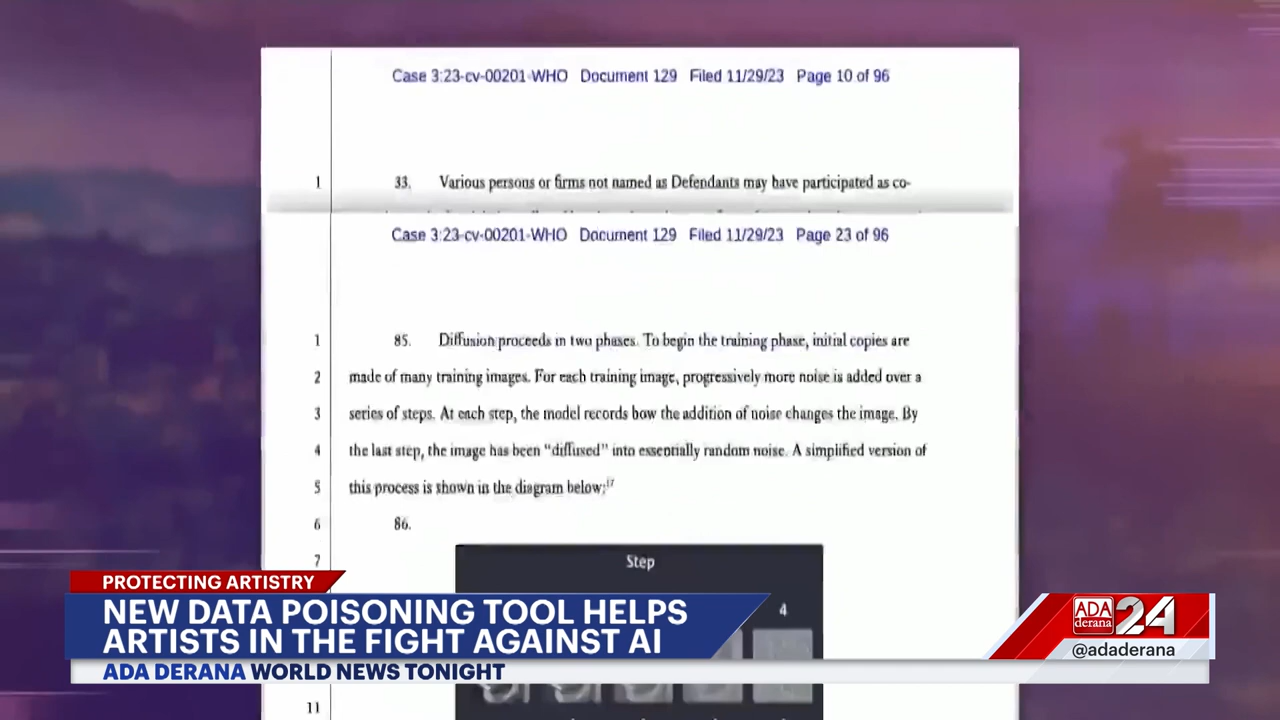 Case 3:23-cv-00201-WHO Document 129 Filed 11/29/23 Page 10 of 96
1 33. Various persons or firms not named as Defendants may have participated as co-
Case 3:23-cv-00201-WHO Document 129 Filed 11/29/23 Page 23 of 96
1 85. Diffusion proceeds in two phases. To begin the training phase, initial copies are
2 made of many training images. For each training image, progressively more noise is added over a
3 series of steps. At each step, the model records how the addition of noise changes the image. By
4 the last step, the image has been “diffused” into essentially random noise. A simplified version of
5 this process is shown in the diagram below:17
6 86.
7
Step
4
11
PROTECTING ARTISTRY
NEW DATA POISONING TOOL HELPS
ARTISTS IN THE FIGHT AGAINST AI
ADA DERANA WORLD NEWS TONIGHT
ADA
derana 24
@adaderana